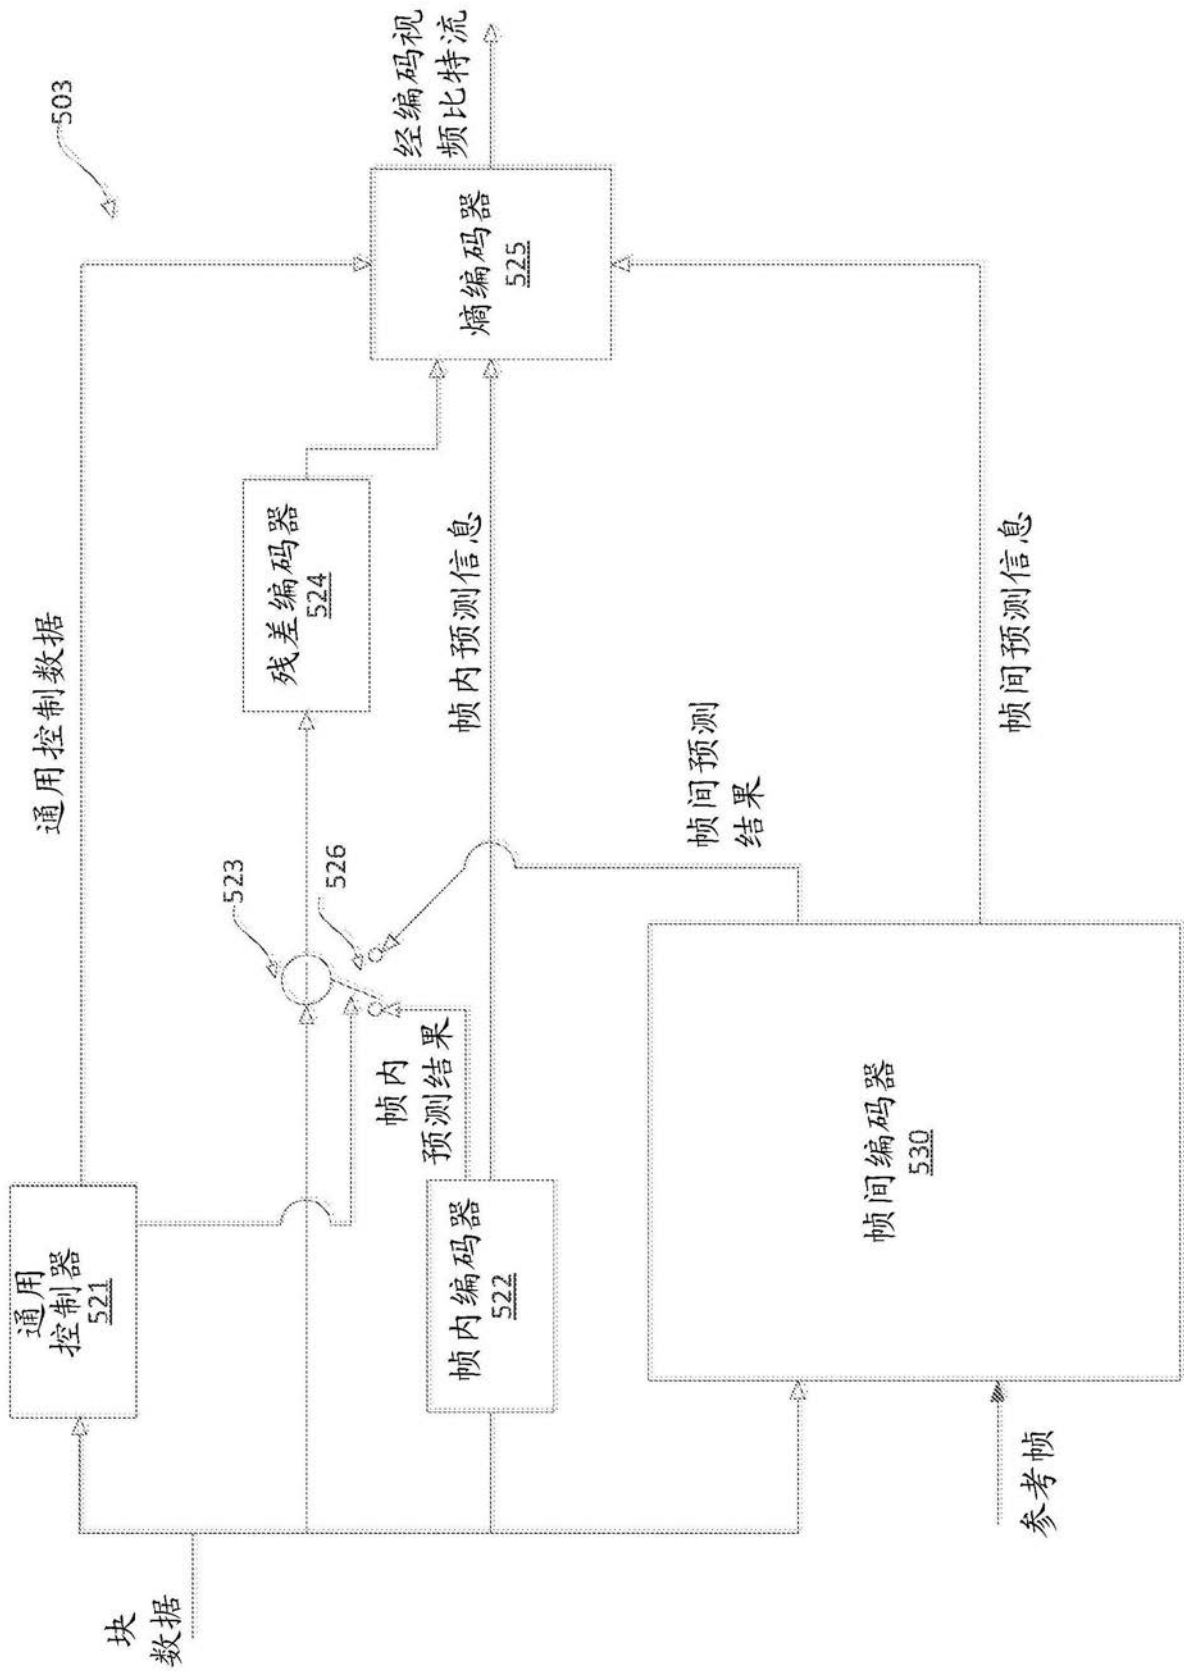 503
通用控制数据
经编码视
频比特流
通用
控制器
521
523
526
残差编码器
524
熵编码器
525
块
数据
帧内
预测结果
帧内预测信息
帧内编码器
522
帧间预测
结果
帧间编码器
530
帧间预测信息
参考帧